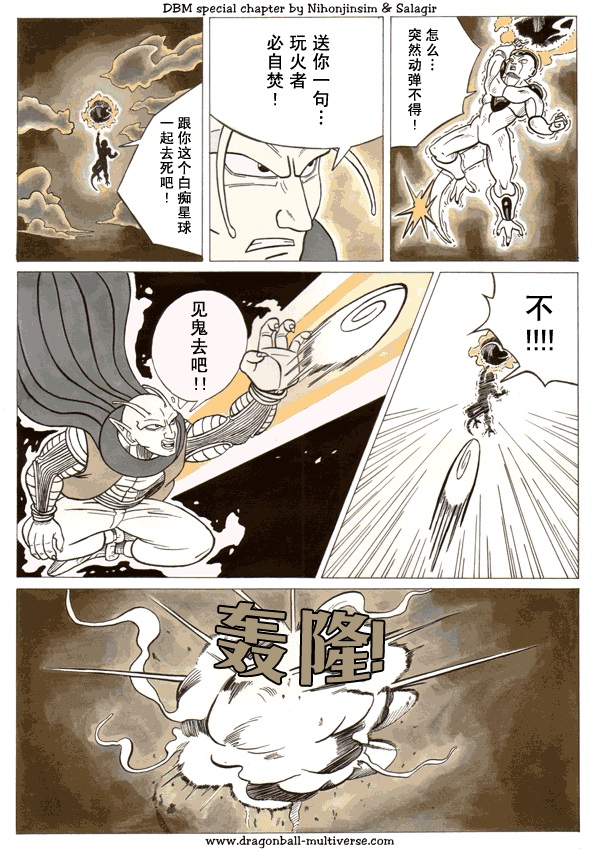 DBM special chapter by Nihonjinsim & Salagir
跟你这个白痴星球
一起去死吧！
送你一句…
玩火者
必自焚！
怎么…
突然动弹不得！
见鬼去吧!!
不!!!!
轰隆!
www.dragonball-multiverse.com